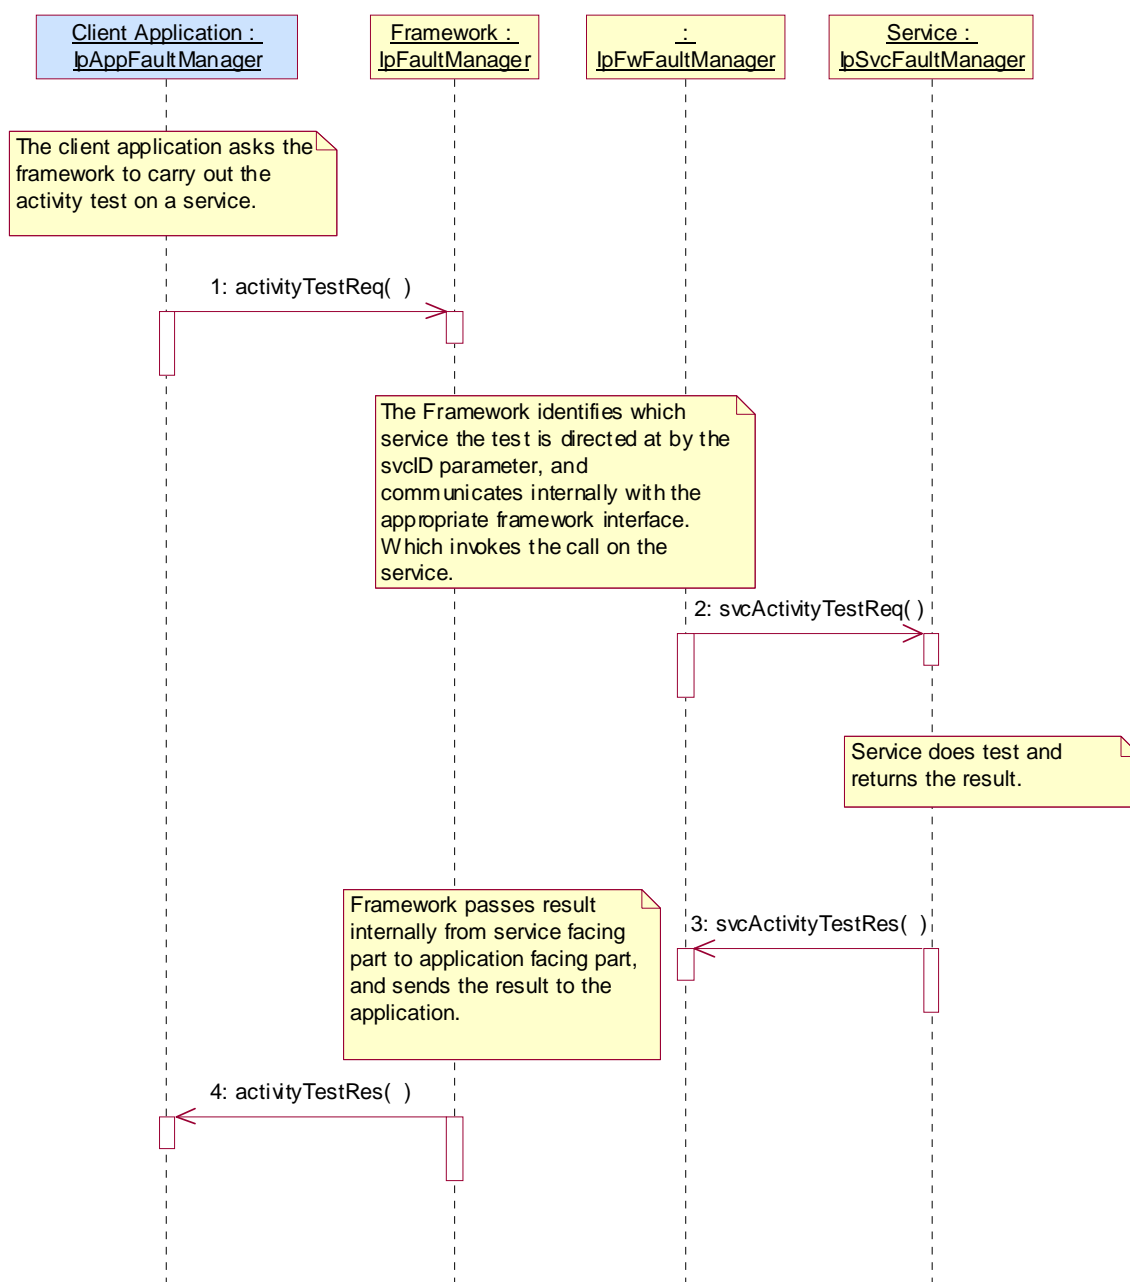 Client Application :
IpAppFaultManager
Framework :
IpFaultManager
:
IpFwFaultManager
Service :
IpSvcFaultManager
The client application asks the
framework to carry out the
activity test on a service.
1: activityTestReq(  )
The Framework identifies which
service the test is directed at by the
svcID parameter, and
communicates internally with the
appropriate framework interface.
Which invokes the call on the
service.
2: svcActivityTestReq( )
Service does test and
returns the result.
Framework passes result
internally from service facing
part to application facing part,
and sends the result to the
application.
3: svcActivityTestRes(  )
4: activityTestRes(  )